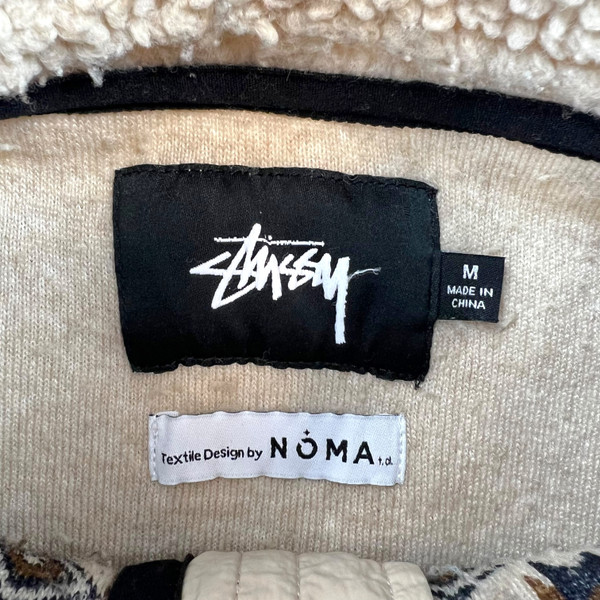 Stüssy
M
MADE IN
CHINA
Textile Design by NOMA t.d.